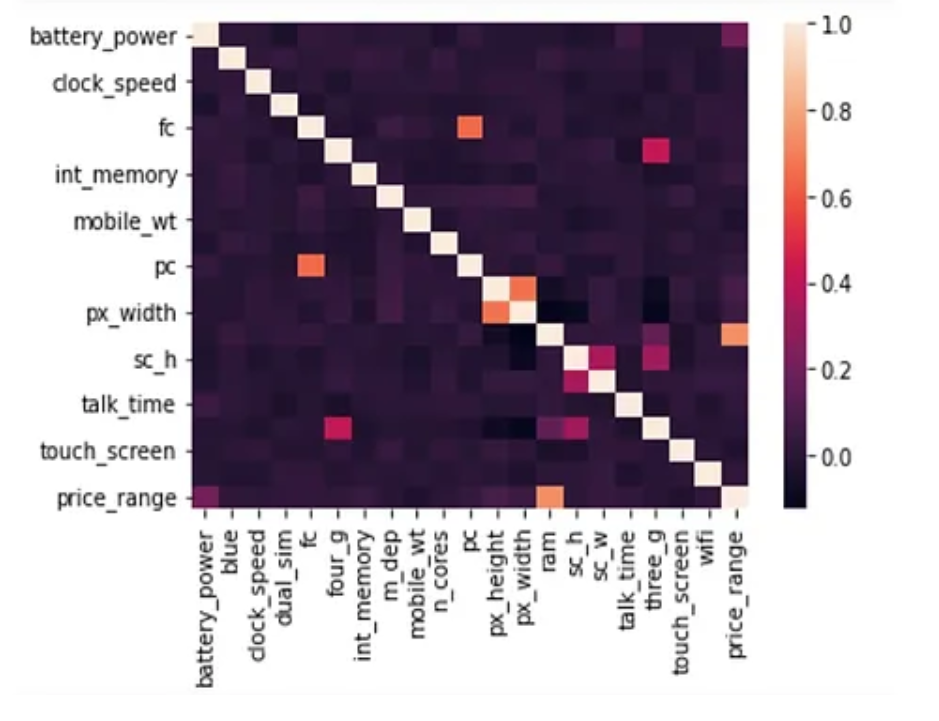 battery_power
clock_speed
fc
int_memory
mobile_wt
pc
px_width
sc_h
talk_time
touch_screen
price_range
1.0
0.8
0.6
0.4
0.2
0.0
battery_power
blue
clock_speed
dual_sim
fc
four_g
int_memory
m_dep
mobile_wt
n_cores
pc
px_height
px_width
ram
sc_h
sc_w
talk_time
three_g
touch_screen
wifi
price_range